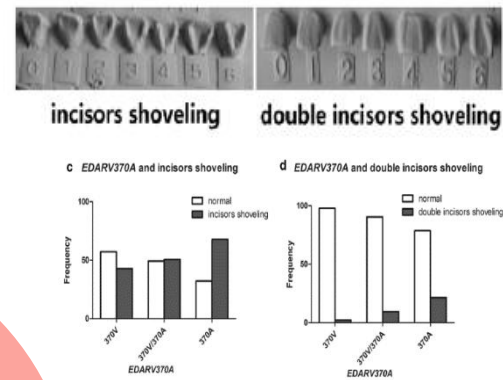 0 1 2 3 4 5 6
0 1 2 3 4 5 6
incisors shoveling
double incisors shoveling
c EDARV370A and incisors shoveling
normal
incisors shoveling
100
50
0
Frequency
370V
370V/370A
370A
EDARV370A
d EDARV370A and double incisors shoveling
normal
double incisors shoveling
100
50
0
Frequency
370V
370V/370A
370A
EDARV370A